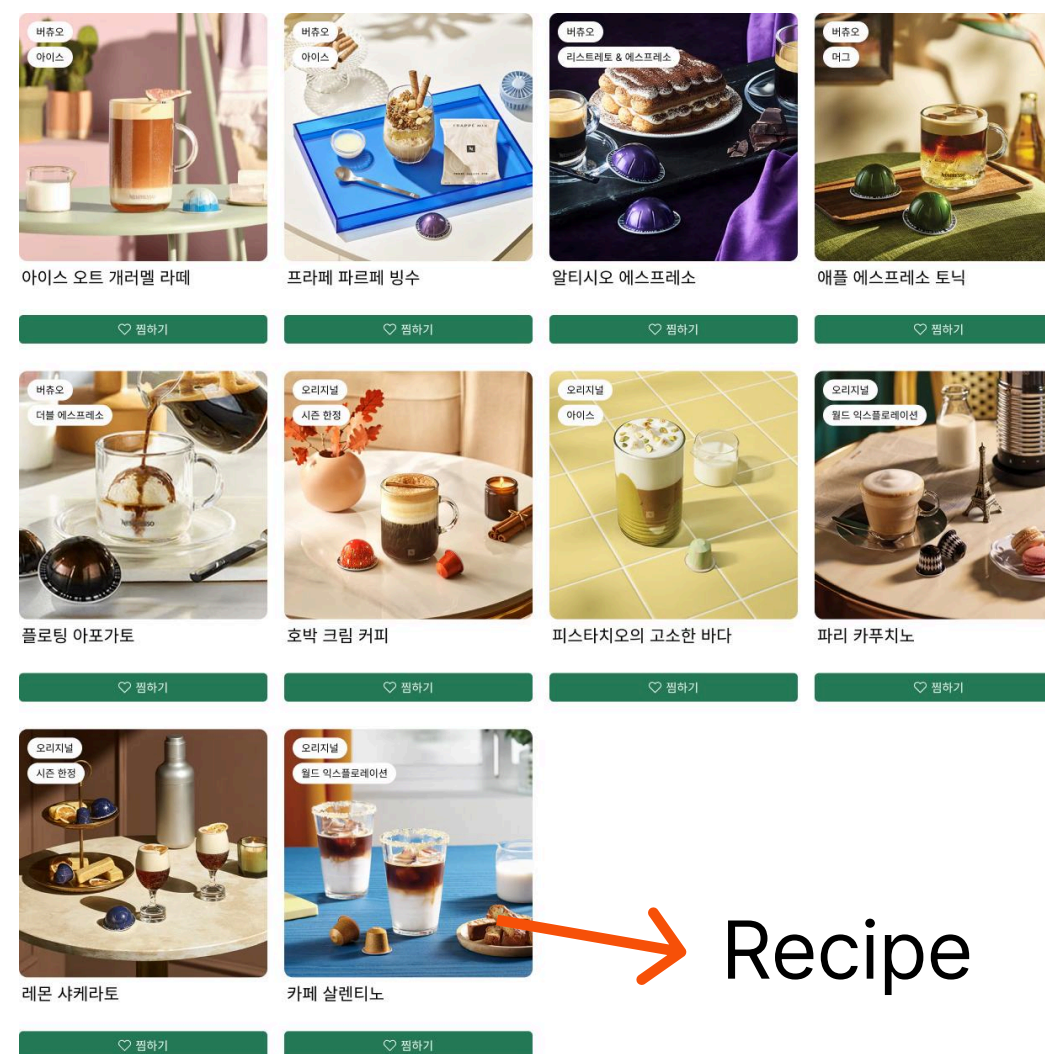 버츄오
아이스
버츄오
아이스
FRAPPE MIX
N
버츄오
리스트레토 & 에스프레소
버츄오
머그
NESPRESSO
아이스 오트 캐러멜 라떼
프라페 파르페 빙수
알티시오 에스프레소
애플 에스프레소 토닉
찜하기
찜하기
찜하기
찜하기
버츄오
더블 에스프레소
오리지널
시즌 한정
오리지널
아이스
오리지널
월드 익스플로레이션
플로팅 아포가토
호박 크림 커피
피스타치오의 고소한 바다
파리 카푸치노
찜하기
찜하기
찜하기
찜하기
오리지널
시즌 한정
오리지널
월드 익스플로레이션
Recipe
레몬 샤케라토
카페 살렌티노
찜하기
찜하기